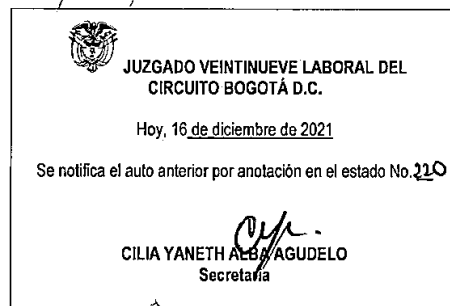 JUZGADO VEINTINUEVE LABORAL DEL
CIRCUITO BOGOTÁ D.C.
Hoy, 16 de diciembre de 2021
Se notifica el auto anterior por anotación en el estado No. 220
CILIA YANETH ALBA AGUDELO
Secretaria